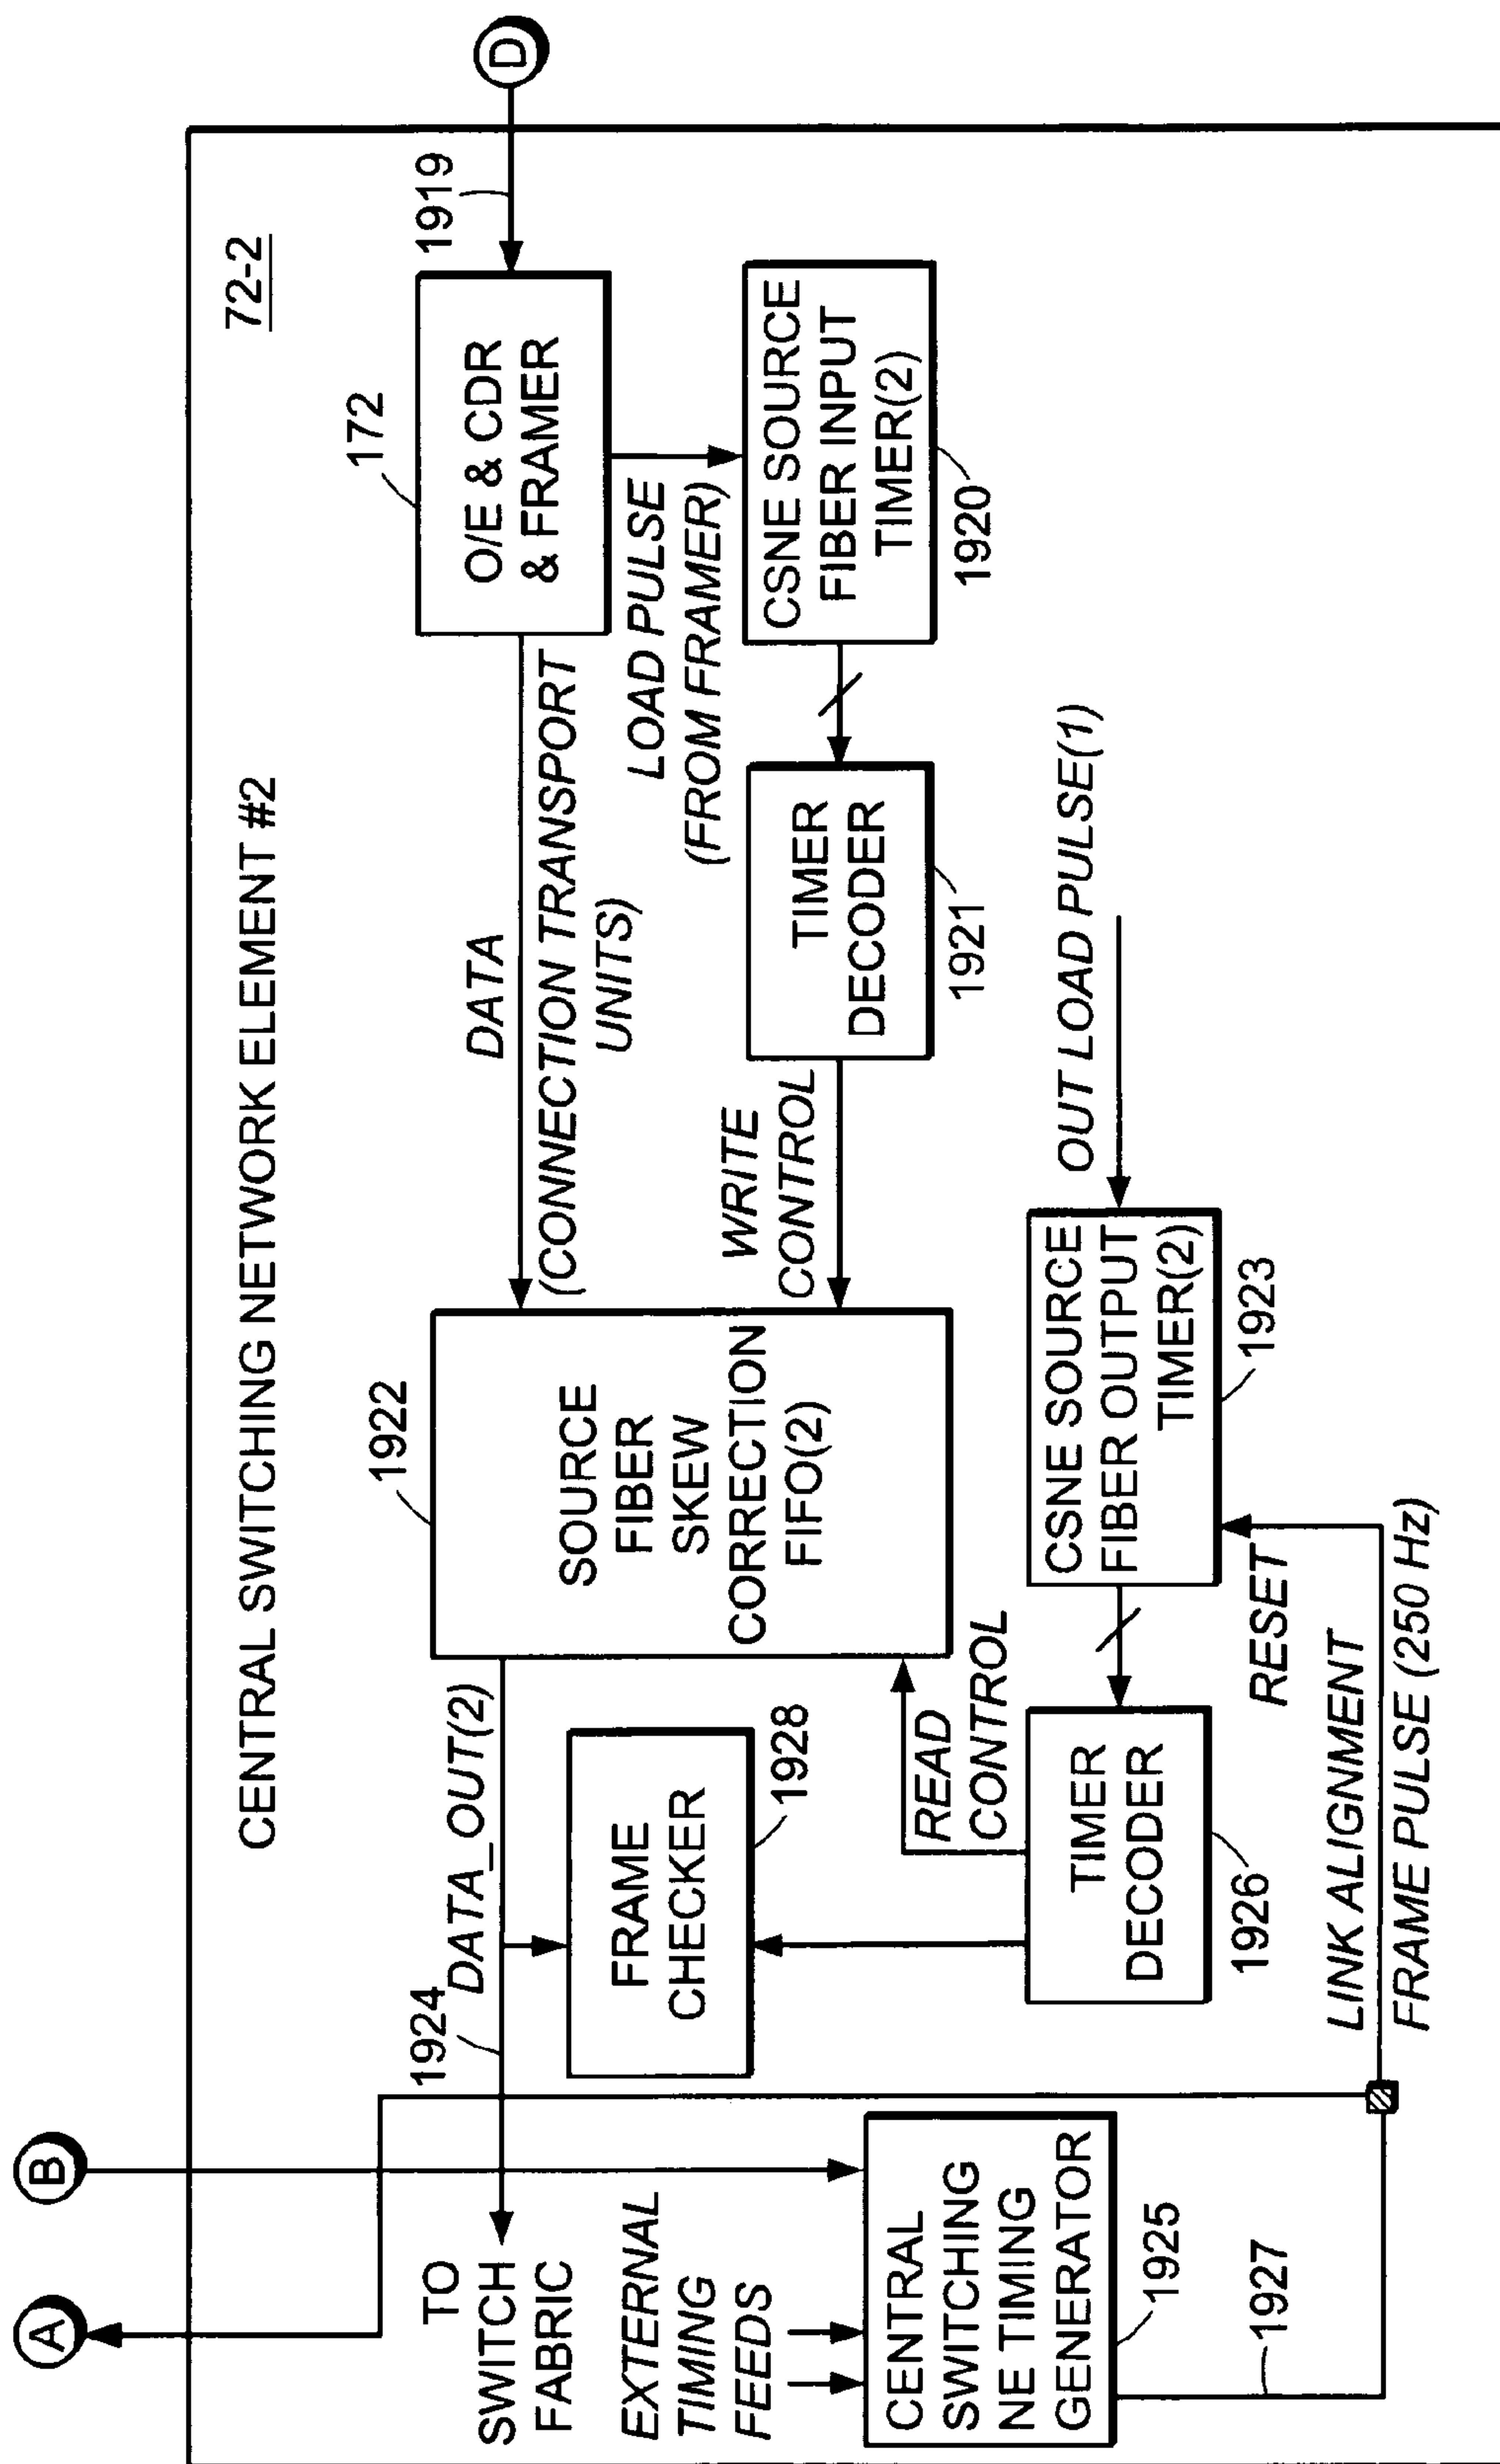 CENTRAL SWITCHING NETWORK ELEMENT #2
72-2
A
B
D
1919
172
O/E & CDR
& FRAMER
DATA
(CONNECTION TRANSPORT
UNITS)
LOAD PULSE
(FROM FRAMER)
CSNE SOURCE
FIBER INPUT
TIMER(2)
1920
TIMER
DECODER
1921
WRITE
CONTROL
1922
SOURCE
FIBER
SKEW
CORRECTION
FIFO(2)
OUT LOAD PULSE(1)
CSNE SOURCE
FIBER OUTPUT
TIMER(2)
1923
RESET
READ
CONTROL
TIMER
DECODER
1926
DATA_OUT(2)
1924
FRAME
CHECKER
1928
TO
SWITCH
FABRIC
EXTERNAL
TIMING
FEEDS
CENTRAL
SWITCHING
NE TIMING
GENERATOR
1925
1927
LINK ALIGNMENT
FRAME PULSE (250 Hz)